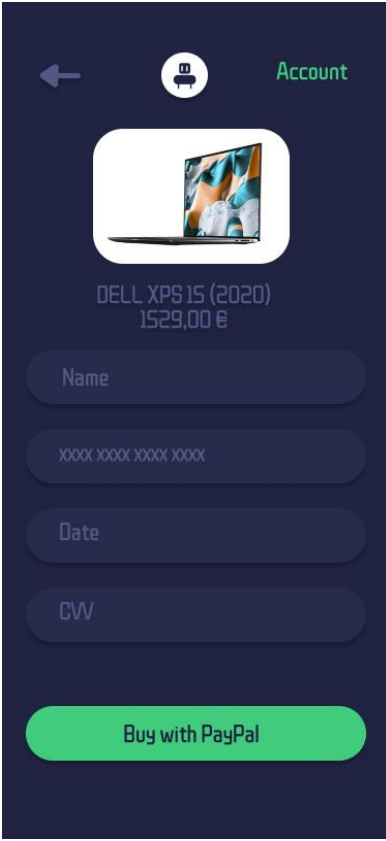 Account
DELL XPS 15 (2020)
1529,00 €
Name
XXXX XXXX XXXX XXXX
Date
CVV
Buy with PayPal